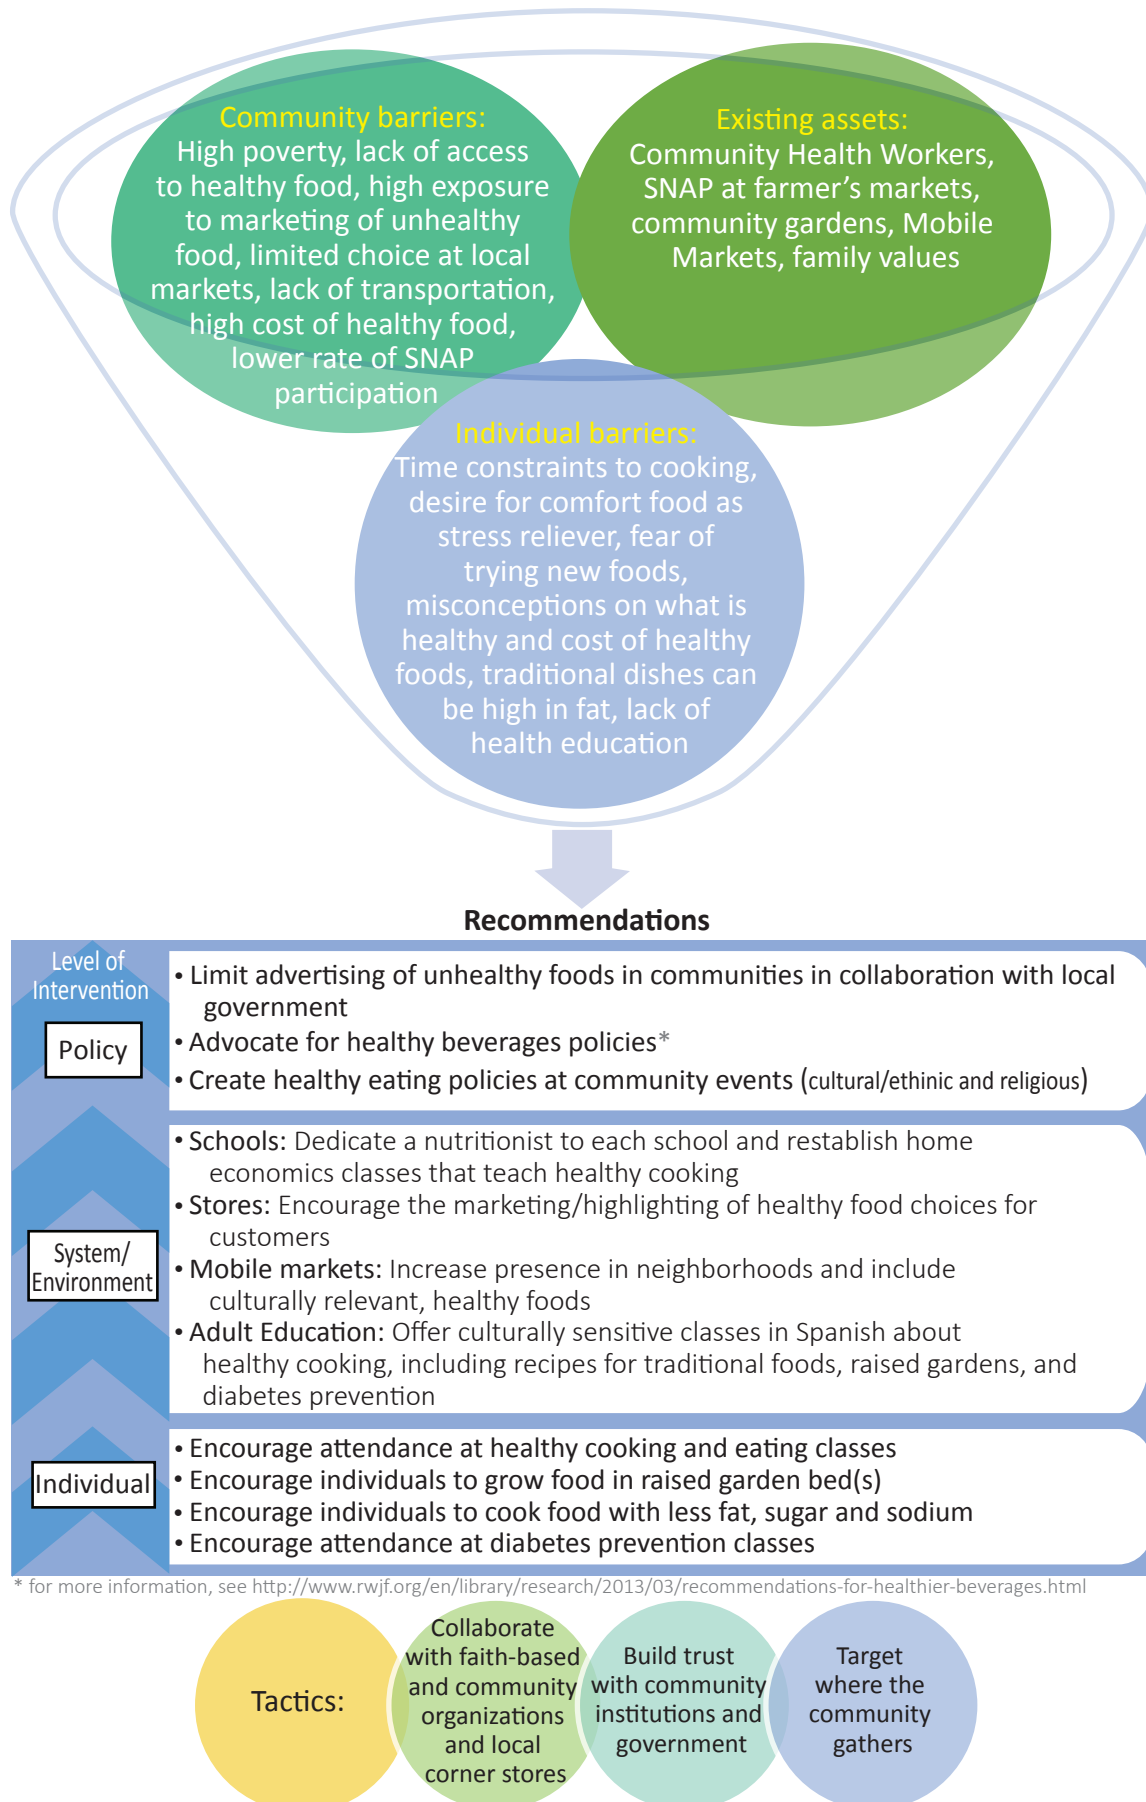 Community barriers:
High poverty, lack of access
to healthy food, high exposure
to marketing of unhealthy
food, limited choice at local
markets, lack of transportation,
high cost of healthy food,
lower rate of SNAP
participation
Existing assets:
Community Health Workers,
SNAP at farmer’s markets,
community gardens, Mobile
Markets, family values
Individual barriers:
Time constraints to cooking,
desire for comfort food as
stress reliever, fear of
trying new foods,
misconceptions on what is
healthy and cost of healthy
foods, traditional dishes can
be high in fat, lack of
health education
Recommendations
Level of
Intervention
Policy
• Limit advertising of unhealthy foods in communities in collaboration with local
government
• Advocate for healthy beverages policies*
• Create healthy eating policies at community events (cultural/ethinic and religious)
System/
Environment
• Schools: Dedicate a nutritionist to each school and restablish home
economics classes that teach healthy cooking
• Stores: Encourage the marketing/highlighting of healthy food choices for
customers
• Mobile markets: Increase presence in neighborhoods and include
culturally relevant, healthy foods
• Adult Education: Offer culturally sensitive classes in Spanish about
healthy cooking, including recipes for traditional foods, raised gardens, and
diabetes prevention
Individual
• Encourage attendance at healthy cooking and eating classes
• Encourage individuals to grow food in raised garden bed(s)
• Encourage individuals to cook food with less fat, sugar and sodium
• Encourage attendance at diabetes prevention classes
* for more information, see http://www.rwjf.org/en/library/research/2013/03/recommendations-for-healthier-beverages.html
Tactics:
Collaborate
with faith-based
and community
organizations
and local
corner stores
Build trust
with community
institutions and
government
Target
where the
community
gathers